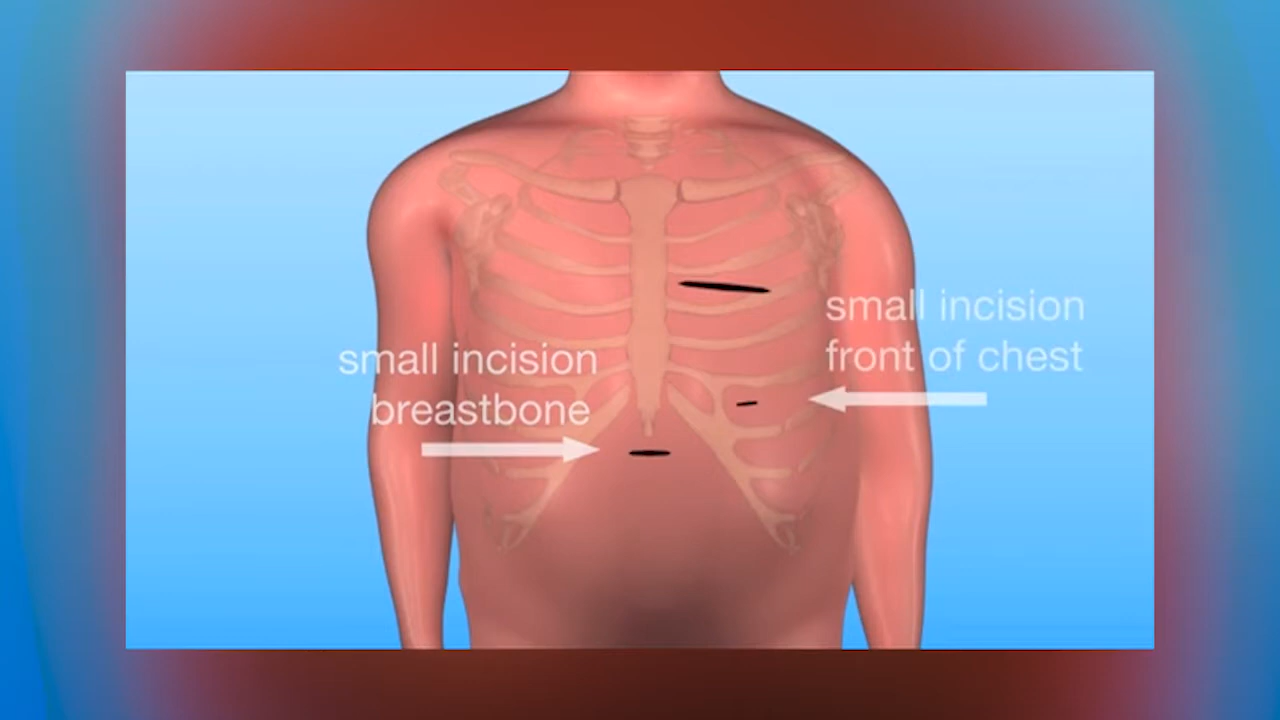 small incision
front of chest
small incision
breastbone